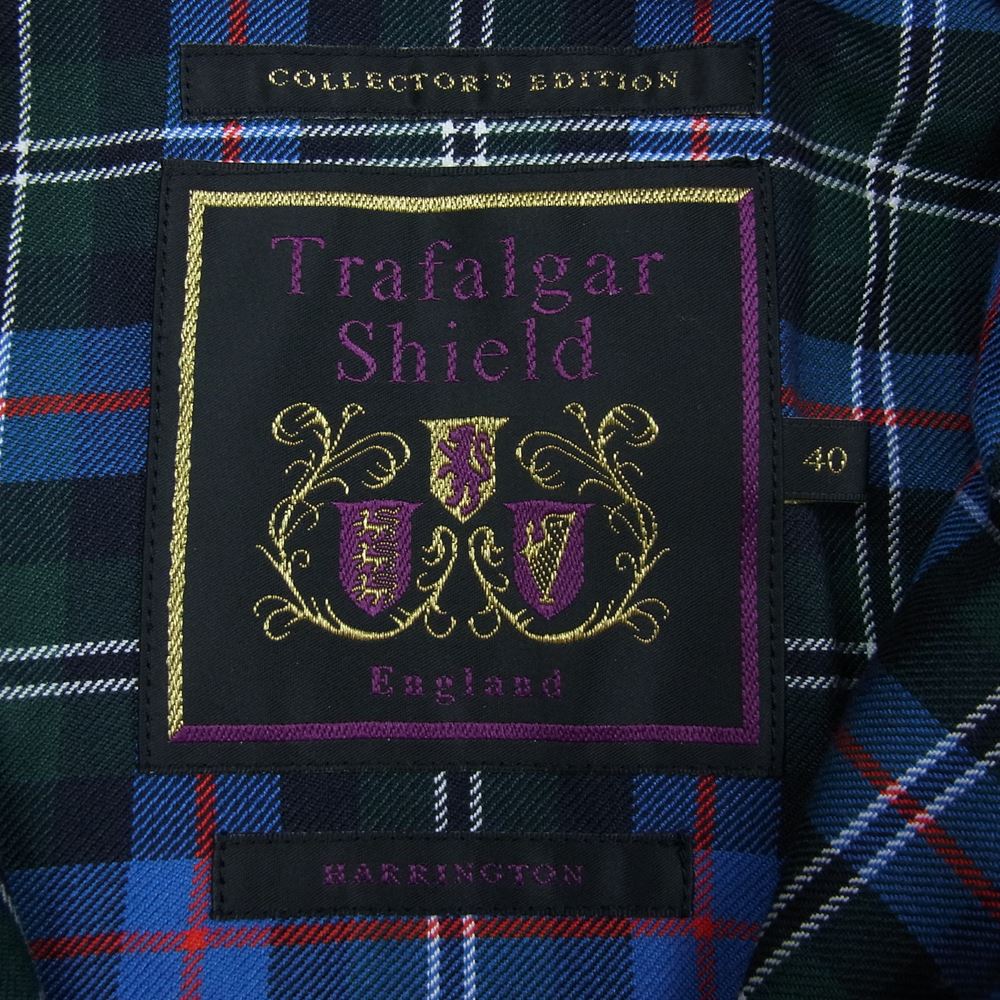 COLLECTOR'S EDITION
Trafalgar
Shield
40
England
HARRINGTON